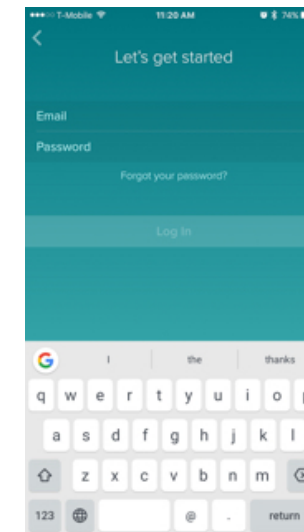 T-Mobile 11:20 AM 74%
Let's get started
Email
Password
Forgot your password?
Log In
G I the thanks
q w e r t y u i o p
a s d f g h j k l
z x c v b n m
123 @ . return